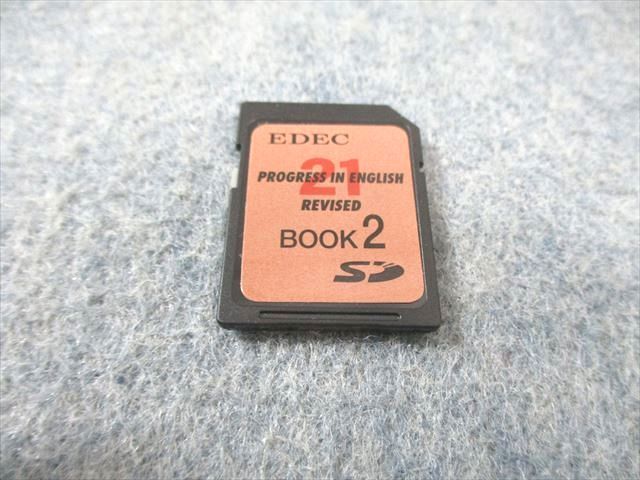 EDEC
21
PROGRESS IN ENGLISH
REVISED
BOOK 2
SD